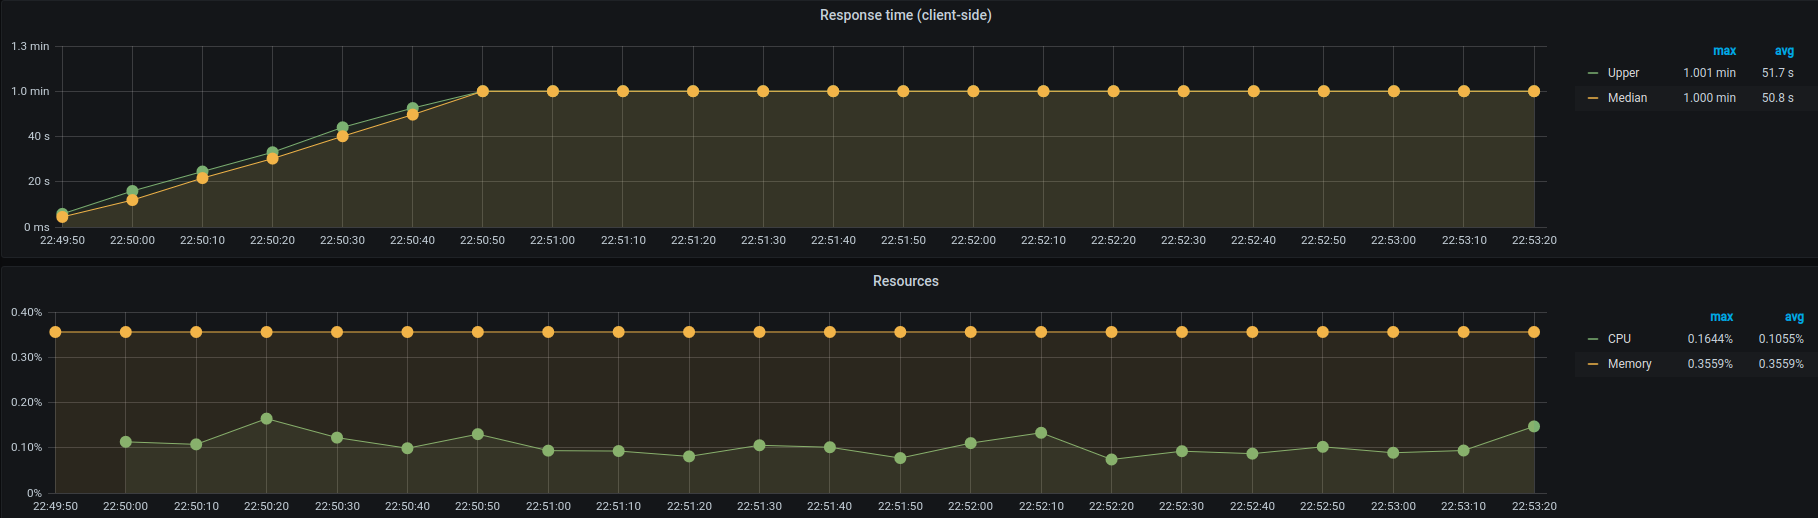 Response time (client-side)
1.3 min
1.0 min
40 s
20 s
0 ms
22:49:50 22:50:00 22:50:10 22:50:20 22:50:30 22:50:40 22:50:50 22:51:00 22:51:10 22:51:20 22:51:30 22:51:40 22:51:50 22:52:00 22:52:10 22:52:20 22:52:30 22:52:40 22:52:50 22:53:00 22:53:10 22:53:20
max avg
Upper 1.001 min 51.7 s
Median 1.000 min 50.8 s
Resources
0.40%
0.30%
0.20%
0.10%
0%
22:49:50 22:50:00 22:50:10 22:50:20 22:50:30 22:50:40 22:50:50 22:51:00 22:51:10 22:51:20 22:51:30 22:51:40 22:51:50 22:52:00 22:52:10 22:52:20 22:52:30 22:52:40 22:52:50 22:53:00 22:53:10 22:53:20
max avg
CPU 0.1644% 0.1055%
Memory 0.3559% 0.3559%